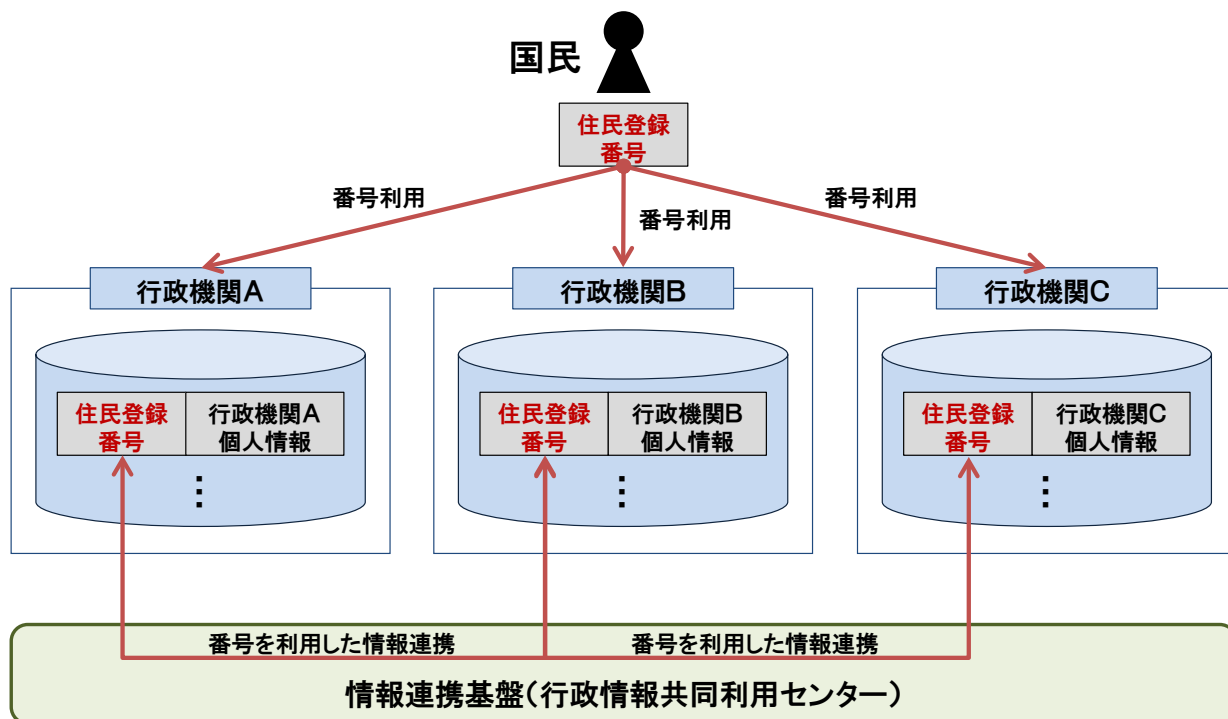 国民
住民登録
番号
番号利用
番号利用
番号利用
行政機関A
行政機関B
行政機関C
住民登録
番号
行政機関A
個人情報
⋮
住民登録
番号
行政機関B
個人情報
⋮
住民登録
番号
行政機関C
個人情報
⋮
番号を利用した情報連携
番号を利用した情報連携
情報連携基盤(行政情報共同利用センター)